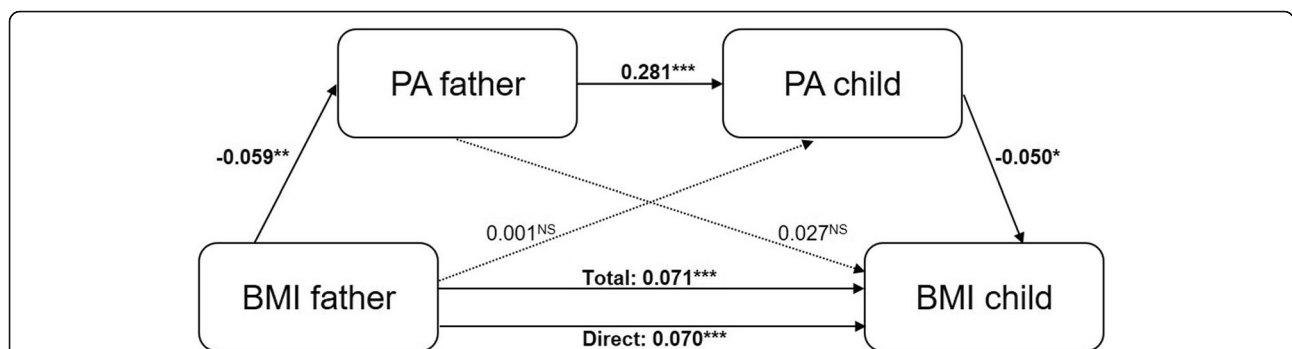 PA father
0.281***
PA child
-0.059**
-0.050*
0.001NS
0.027NS
BMI father
Total: 0.071***
BMI child
Direct: 0.070***